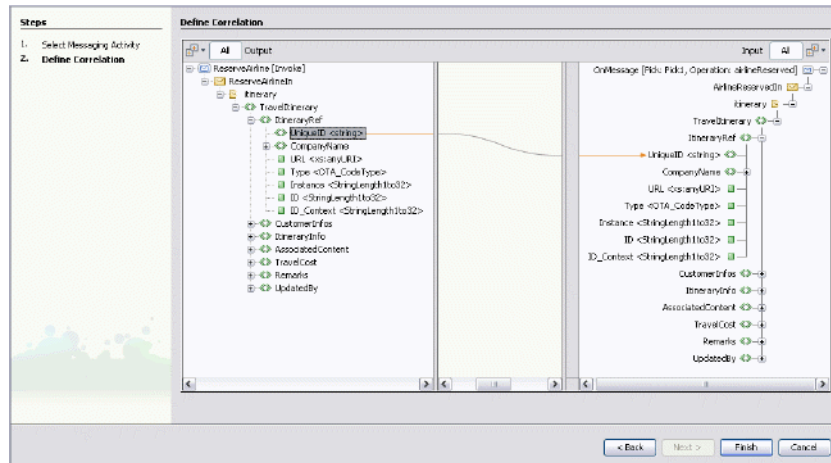 Steps
1. Select Messaging Activity
2. Define Correlation
Define Correlation
All Output
Input All
ReserveAirline [Invoke]
ReserveAirlineIn
itinerary
TravelItinerary
ItineraryRef
UniqueID <string>
CompanyName
URL <xs:anyURI>
Type <OTA_CodeType>
Instance <StringLength1to32>
ID <StringLength1to32>
ID_Context <StringLength1to32>
CustomerInfos
ItineraryInfo
AssociatedContent
TravelCost
Remarks
UpdatedBy
OnMessage [Pick: Pick1, Operation: airlineReserved]
AirlineReservedIn
itinerary
TravelItinerary
ItineraryRef
UniqueID <string>
CompanyName
URL <xs:anyURI>
Type <OTA_CodeType>
Instance <StringLength1to32>
ID <StringLength1to32>
ID_Context <StringLength1to32>
CustomerInfos
ItineraryInfo
AssociatedContent
TravelCost
Remarks
UpdatedBy
< Back Next > Finish Cancel